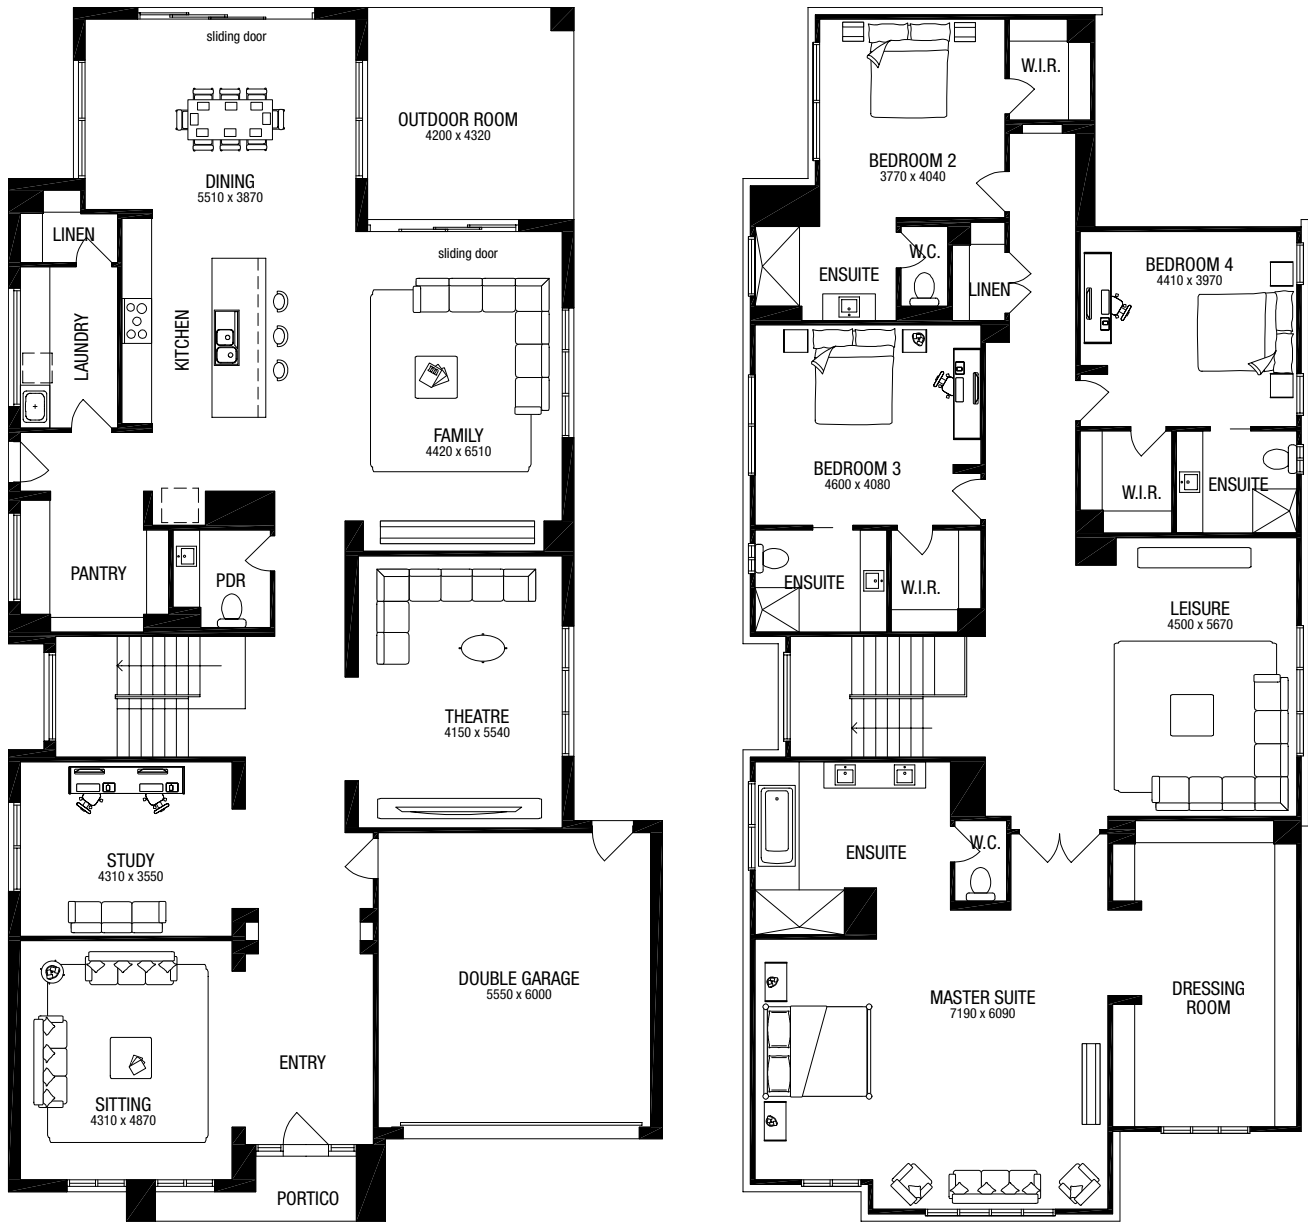 sliding door
OUTDOOR ROOM
4200 x 4320
DINING
5510 x 3870
LINEN
sliding door
LAUNDRY
KITCHEN
FAMILY
4420 x 6510
PANTRY
PDR
THEATRE
4150 x 5540
STUDY
4310 x 3550
DOUBLE GARAGE
5550 x 6000
ENTRY
SITTING
4310 x 4870
PORTICO
W.I.R.
BEDROOM 2
3770 x 4040
W.C.
ENSUITE
LINEN
BEDROOM 4
4410 x 3970
BEDROOM 3
4600 x 4080
W.I.R.
ENSUITE
ENSUITE
W.I.R.
LEISURE
4500 x 5670
ENSUITE
W.C.
MASTER SUITE
7190 x 6090
DRESSING
ROOM